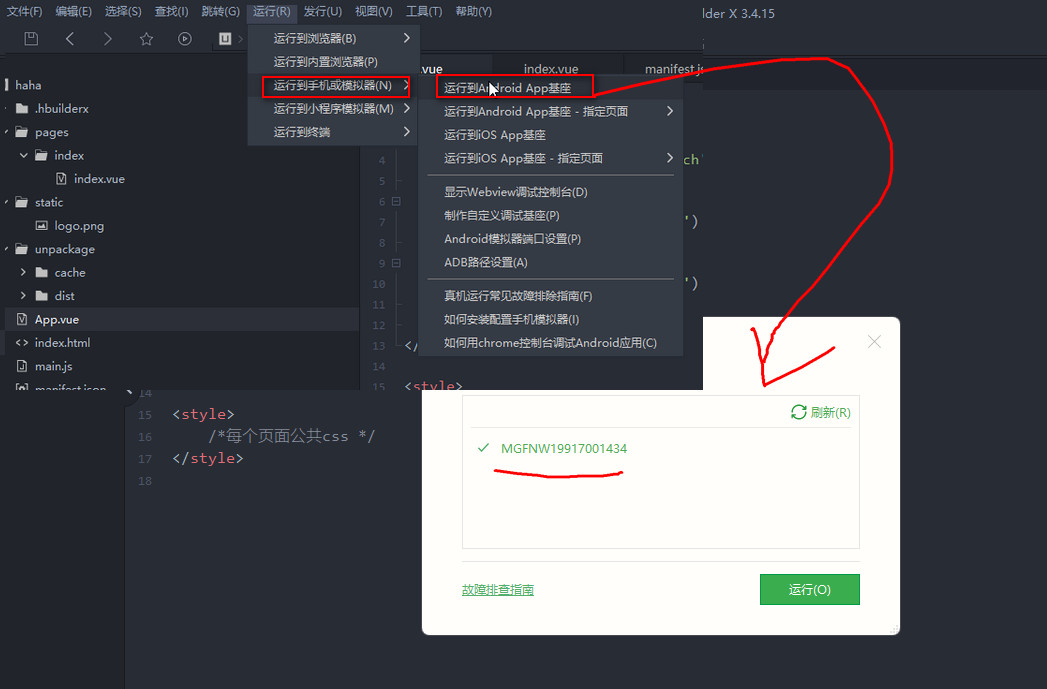 文件(F) 编辑(E) 选择(S) 查找(I) 跳转(G) 运行(R) 发行(U) 视图(V) 工具(T) 帮助(Y)
lder X 3.4.15
运行到浏览器(B)
运行到内置浏览器(P)
运行到手机或模拟器(N)
运行到小程序模拟器(M)
运行到终端
.vue
index.vue
manifest.js
运行到Android App基座
运行到Android App基座 - 指定页面
运行到iOS App基座
运行到iOS App基座 - 指定页面
显示Webview调试控制台(D)
制作自定义调试基座(P)
Android模拟器端口设置(P)
ADB路径设置(A)
真机运行常见故障排除指南(F)
如何安装配置手机模拟器(I)
如何用chrome控制台调试Android应用(C)
haha
.hbuilderx
pages
index
index.vue
static
logo.png
unpackage
cache
dist
App.vue
index.html
main.js
manifest.json
4
ch'
5
6
7
')
8
9
10
')
11
12
13 </
14
15 <style>
14
15 <style>
16 /*每个页面公共css */
17 </style>
18
刷新(R)
MGFNW19917001434
故障排查指南
运行(O)